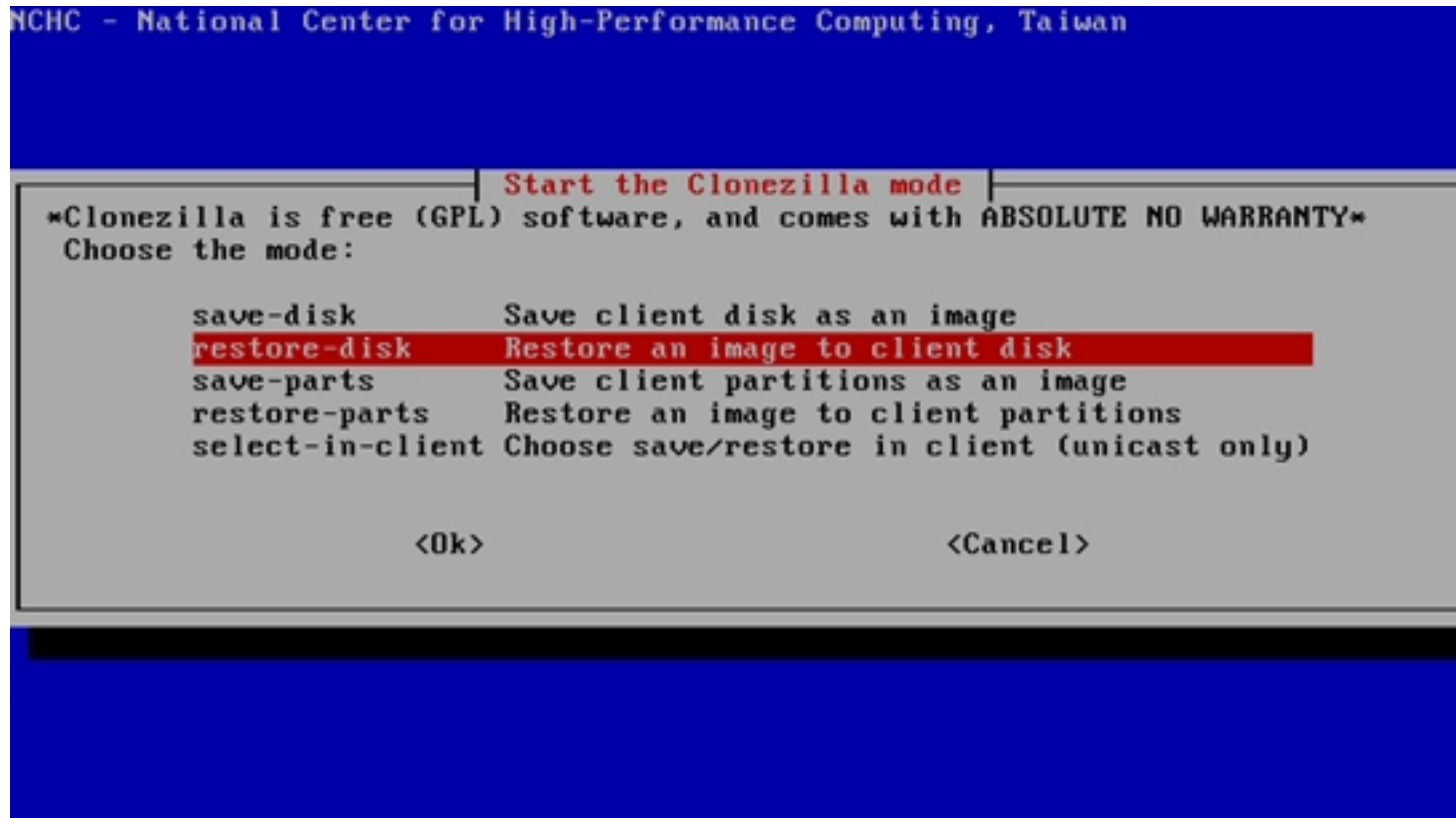 NCHC - National Center for High-Performance Computing, Taiwan
Start the Clonezilla mode
*Clonezilla is free (GPL) software, and comes with ABSOLUTE NO WARRANTY*
Choose the mode:
save-disk Save client disk as an image
restore-disk Restore an image to client disk
save-parts Save client partitions as an image
restore-parts Restore an image to client partitions
select-in-client Choose save/restore in client (unicast only)
<Ok> <Cancel>